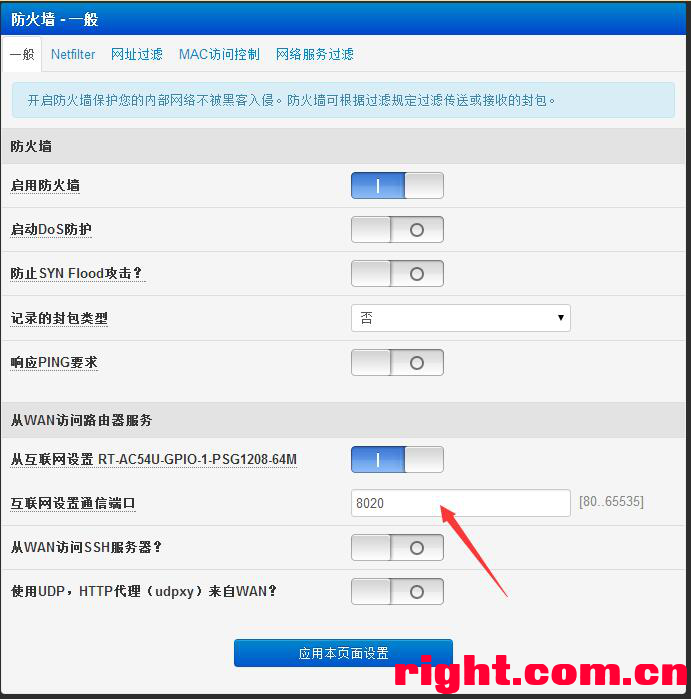 防火墙 - 一般
一般 Netfilter 网址过滤 MAC访问控制 网络服务过滤
开启防火墙保护您的内部网络不被黑客入侵。防火墙可根据过滤规定过滤传送或接收的封包。
防火墙
启用防火墙
启动DoS防护
防止SYN Flood攻击?
记录的封包类型 否
响应PING要求
从WAN访问路由器服务
从互联网设置 RT-AC54U-GPIO-1-PSG1208-64M
互联网设置通信端口 8020 [80..65535]
从WAN访问SSH服务器?
使用UDP，HTTP代理（udpxy）来自WAN?
应用本页面设置
right.com.cn